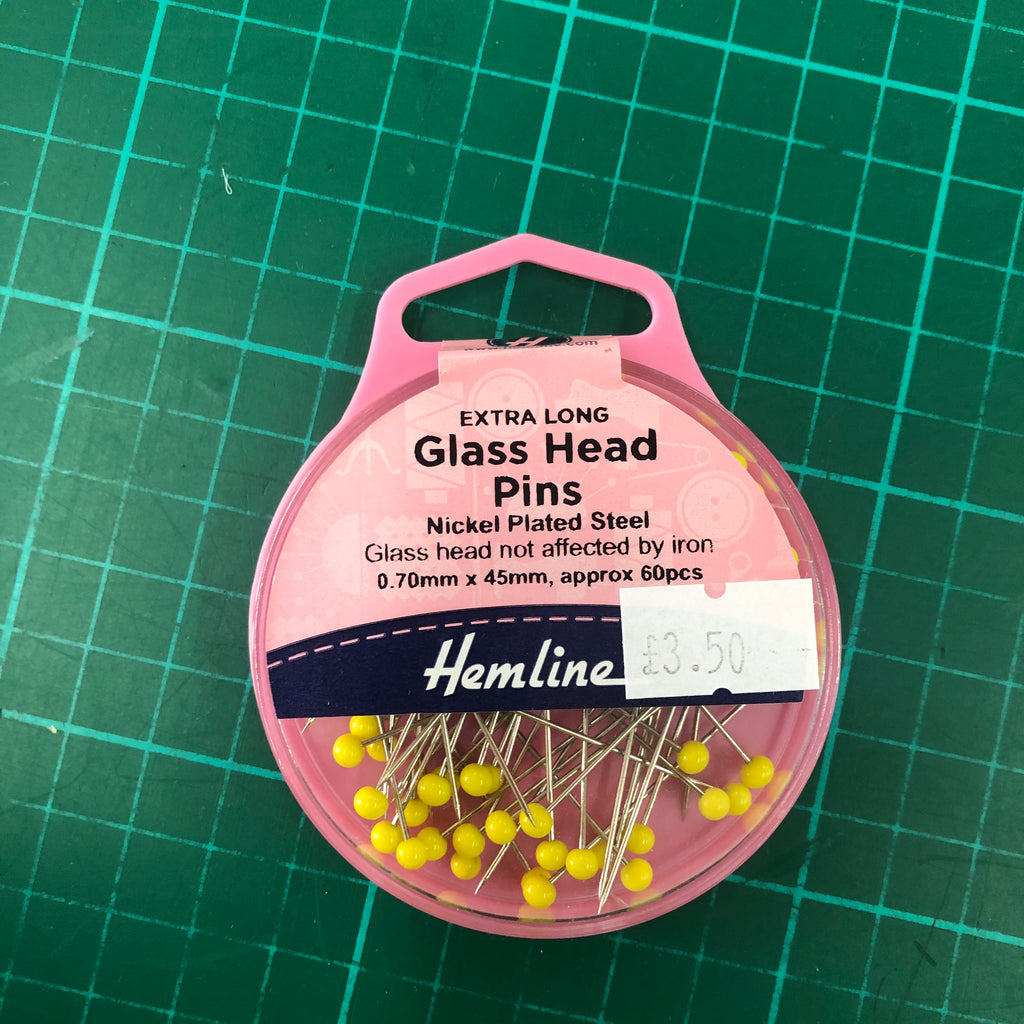 EXTRA LONG
Glass Head
Pins
Nickel Plated Steel
Glass head not affected by iron
0.70mm x 45mm, approx 60pcs
Hemline
£3.50